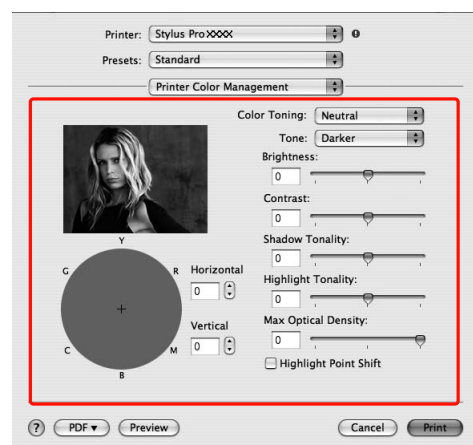 Printer: Stylus Pro XXXX
Presets: Standard
Printer Color Management
Color Toning: Neutral
Tone: Darker
Brightness:
0
Contrast:
0
Shadow Tonality:
0
Highlight Tonality:
0
Max Optical Density:
0
Highlight Point Shift
Y
G R
C M
B
Horizontal
0
Vertical
0
? PDF▼ Preview Cancel Print